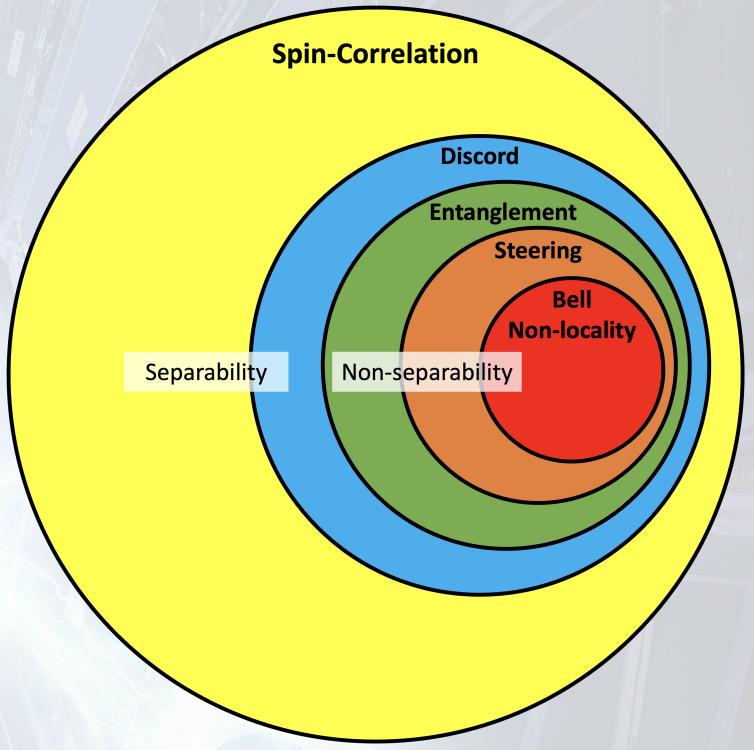 Spin-Correlation
Discord
Entanglement
Steering
Bell
Non-locality
Separability
Non-separability